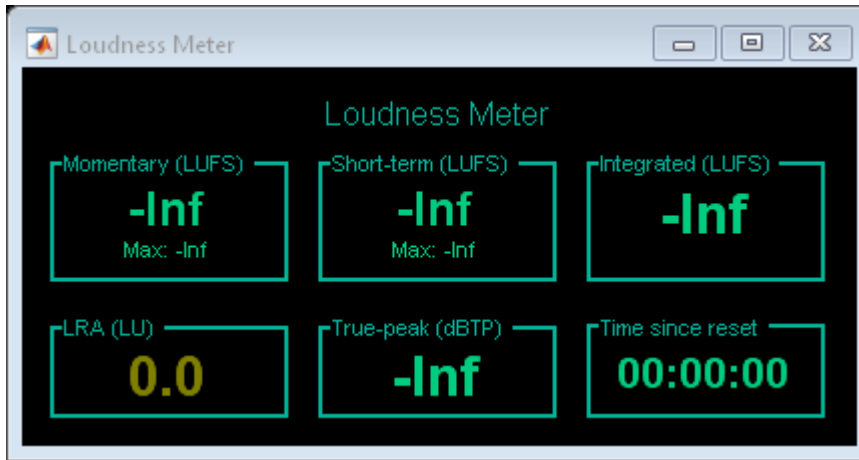 Loudness Meter
Loudness Meter
Momentary (LUFS)
-Inf
Max: -Inf
Short-term (LUFS)
-Inf
Max: -Inf
Integrated (LUFS)
-Inf
LRA (LU)
0.0
True-peak (dBTP)
-Inf
Time since reset
00:00:00